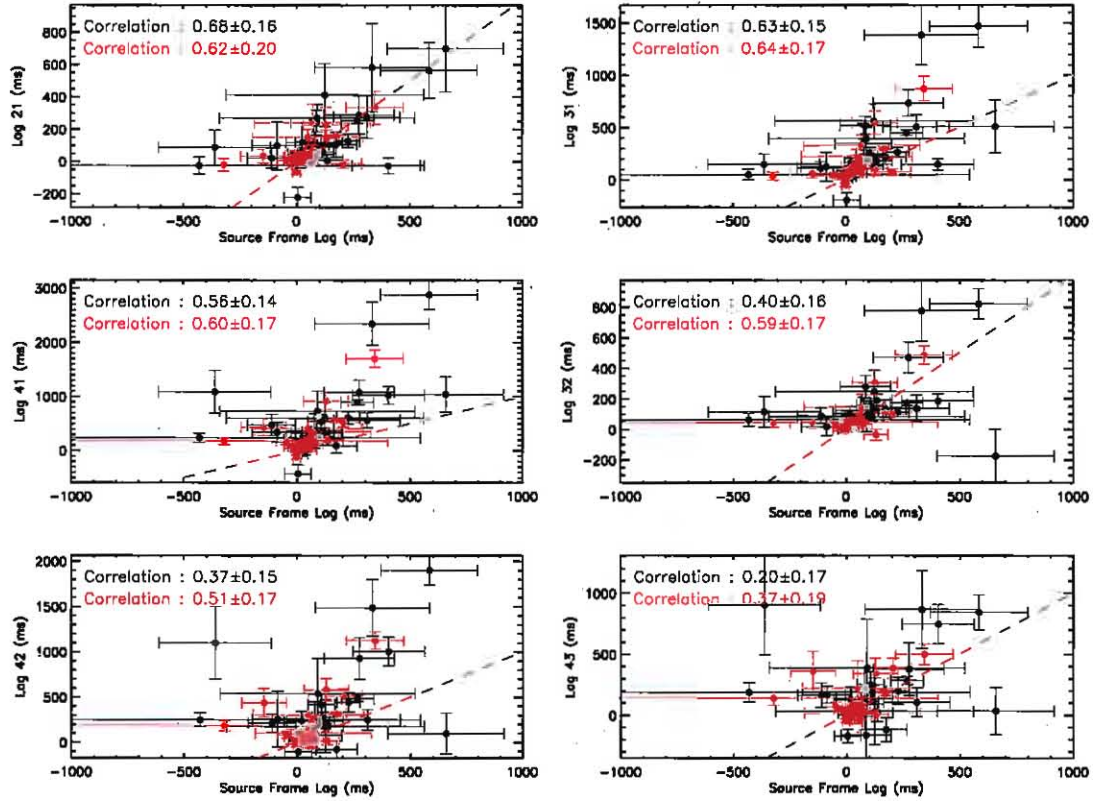 Correlation : 0.68±0.16
Correlation : 0.62±0.20
800
600
400
200
0
-200
Lag 21 (ms)
-1000 -500 0 500 1000
Source Frame Lag (ms)
Correlation : 0.63±0.15
Correlation : 0.64±0.17
1500
1000
500
0
Lag 31 (ms)
-1000 -500 0 500 1000
Source Frame Lag (ms)
Correlation : 0.56±0.14
Correlation : 0.60±0.17
3000
2000
1000
0
Lag 41 (ms)
-1000 -500 0 500 1000
Source Frame Lag (ms)
Correlation : 0.40±0.16
Correlation : 0.59±0.17
800
600
400
200
0
-200
Lag 32 (ms)
-1000 -500 0 500 1000
Source Frame Lag (ms)
Correlation : 0.37±0.15
Correlation : 0.51±0.17
2000
1500
1000
500
0
Lag 42 (ms)
-1000 -500 0 500 1000
Source Frame Lag (ms)
Correlation : 0.20±0.17
Correlation : 0.37±0.19
1000
500
0
Lag 43 (ms)
-1000 -500 0 500 1000
Source Frame Lag (ms)